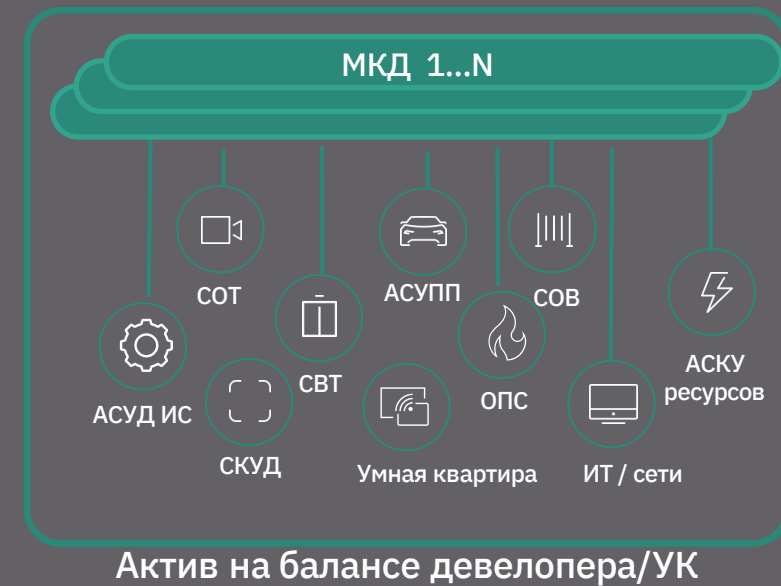 МКД 1...N
СОТ
АСУПП
СОВ
АСКУ
ресурсов
СВТ
ОПС
АСУД ИС
СКУД
Умная квартира
ИТ / сети
Актив на балансе девелопера/УК